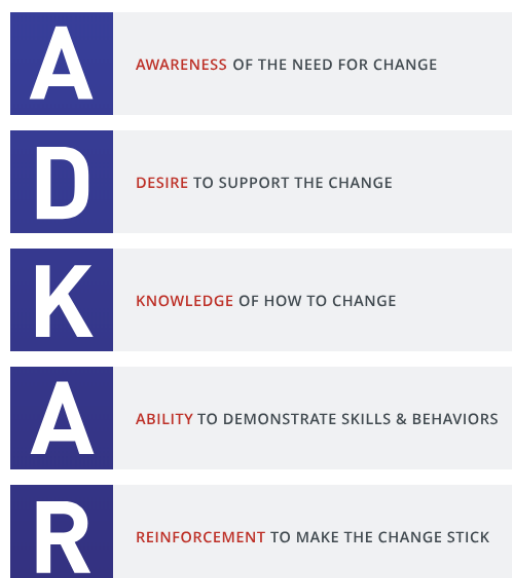 A
AWARENESS OF THE NEED FOR CHANGE
D
DESIRE TO SUPPORT THE CHANGE
K
KNOWLEDGE OF HOW TO CHANGE
A
ABILITY TO DEMONSTRATE SKILLS & BEHAVIORS
R
REINFORCEMENT TO MAKE THE CHANGE STICK